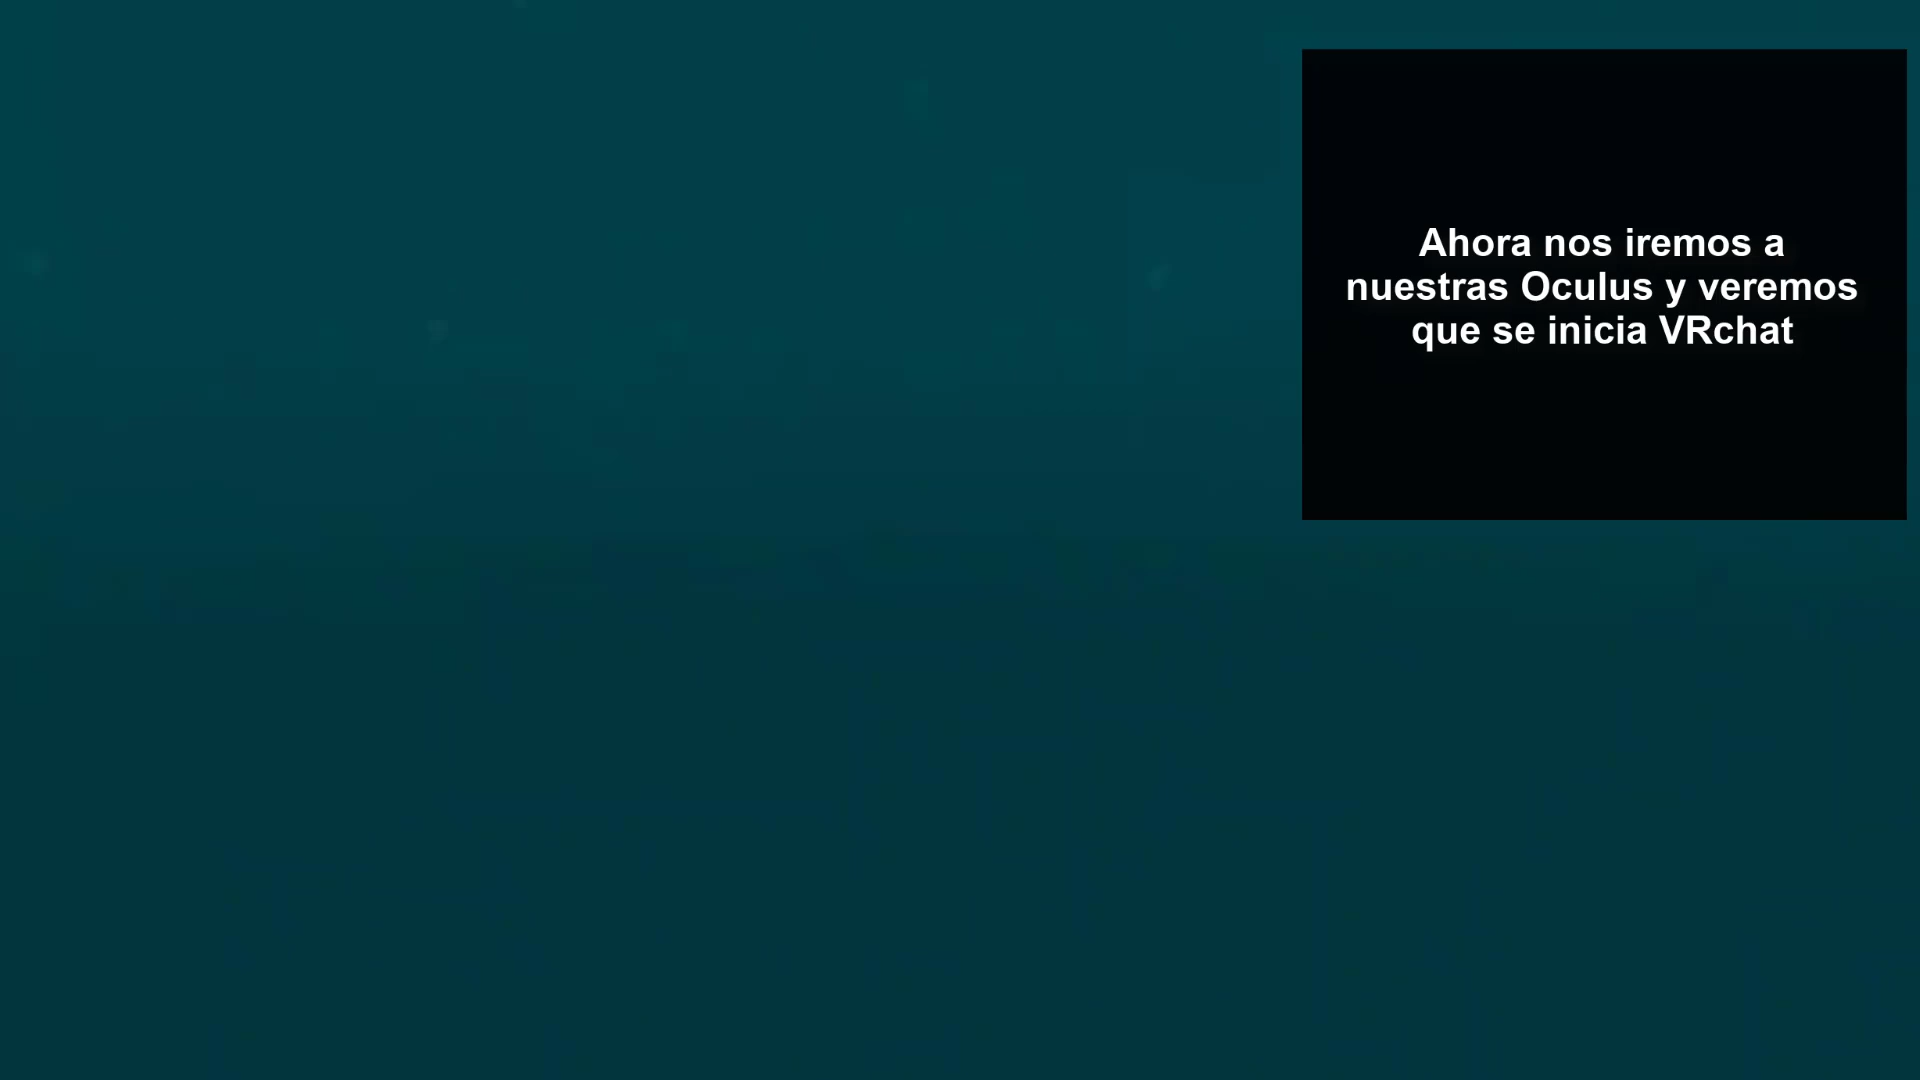 Ahora nos iremos a
nuestras Oculus y veremos
que se inicia VRchat